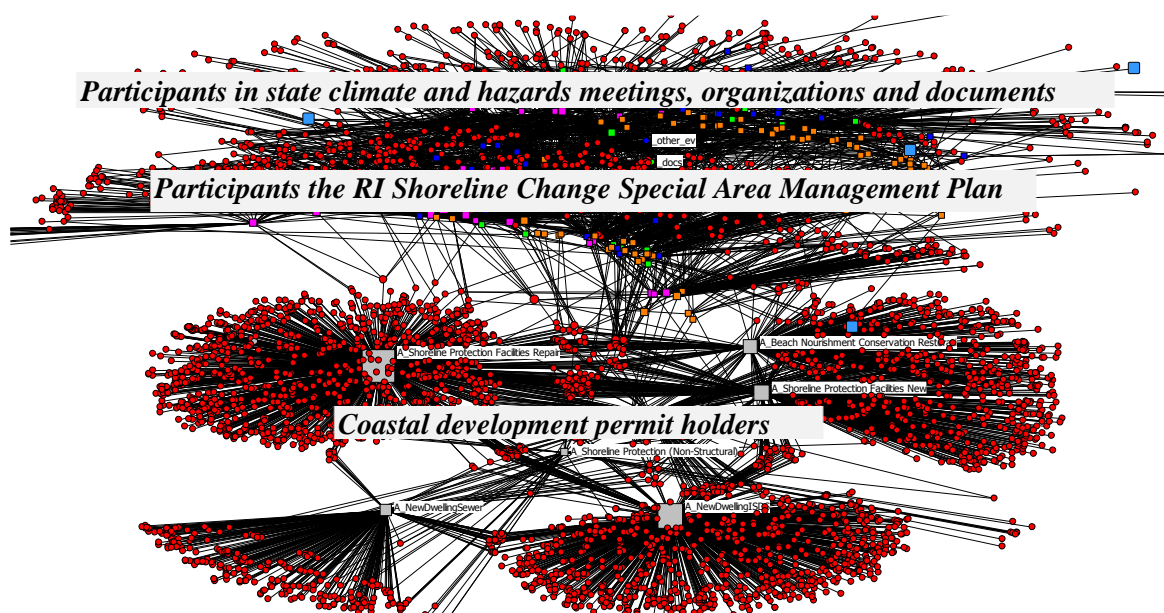 Participants in state climate and hazards meetings, organizations and documents
_other_ev
_docs
Participants the RI Shoreline Change Special Area Management Plan
A_Beach Nourishment Conservation
A_Shoreline Protection Facilities Repair
A_Shoreline Protection Facilities New
Coastal development permit holders
A_Shoreline Protection (Non-Structural)
A_NewDwellingSewer
A_NewDwellingISD